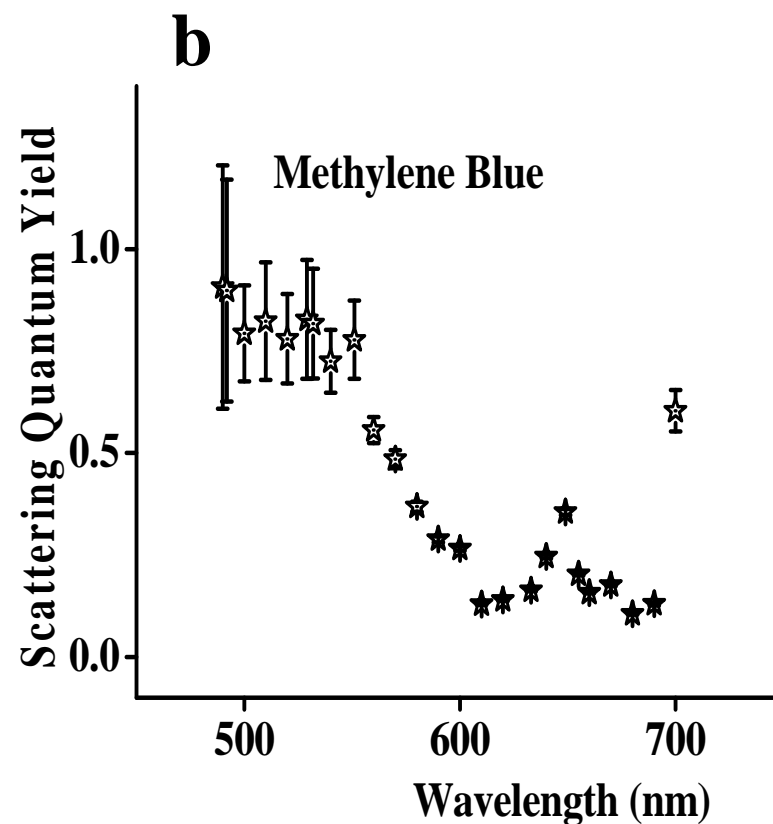 b
Methylene Blue
Scattering Quantum Yield
1.0
0.5
0.0
500 600 700
Wavelength (nm)